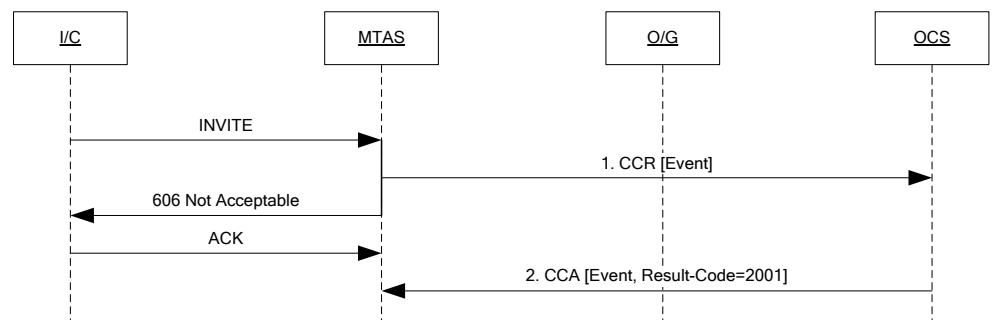 I/C
MTAS
O/G
OCS
INVITE
1. CCR [Event]
606 Not Acceptable
ACK
2. CCA [Event, Result-Code=2001]